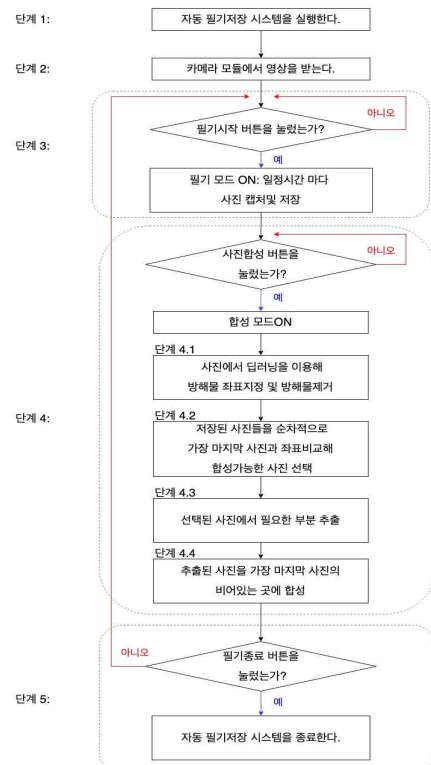 단계 1:
자동 필기저장 시스템을 실행한다.
단계 2:
카메라 모듈에서 영상을 받는다.
단계 3:
필기시작 버튼을 눌렀는가?
아니오
예
필기 모드 ON: 일정시간 마다
사진 캡처및 저장
단계 4:
사진합성 버튼을
눌렀는가?
아니오
예
합성 모드ON
단계 4.1
사진에서 딥러닝을 이용해
방해물 좌표지정 및 방해물제거
단계 4.2
저장된 사진들을 순차적으로
가장 마지막 사진과 좌표비교해
합성가능한 사진 선택
단계 4.3
선택된 사진에서 필요한 부분 추출
단계 4.4
추출된 사진을 가장 마지막 사진의
비어있는 곳에 합성
단계 5:
아니오
필기종료 버튼을
눌렀는가?
예
자동 필기저장 시스템을 종료한다.